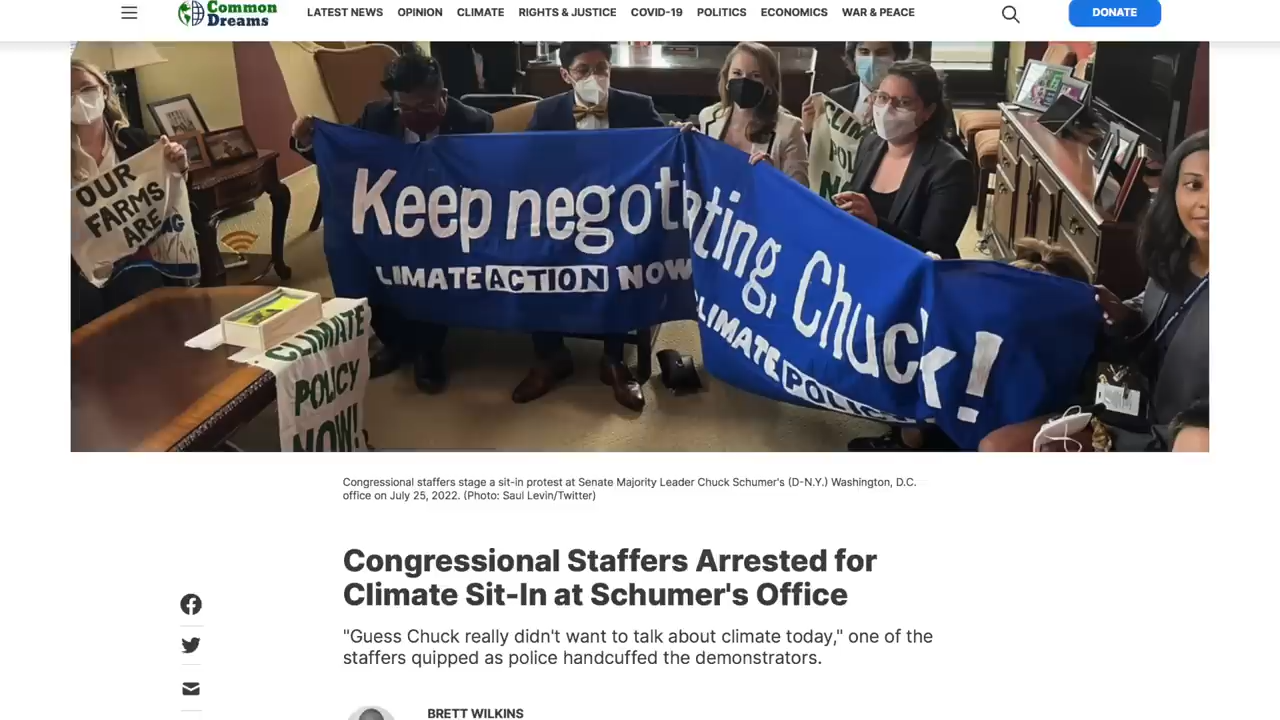 Common
Dreams
LATEST NEWS
OPINION
CLIMATE
RIGHTS & JUSTICE
COVID-19
POLITICS
ECONOMICS
WAR & PEACE
DONATE
OUR
FARMS
ARE
Keep negotiating, Chuck!
CLIMATE ACTION NOW
CLIMATE POLICY
CLIMATE
POLICY
NOW!
Congressional staffers stage a sit-in protest at Senate Majority Leader Chuck Schumer's (D-N.Y.) Washington, D.C.
office on July 25, 2022. (Photo: Saul Levin/Twitter)
Congressional Staffers Arrested for
Climate Sit-In at Schumer's Office
"Guess Chuck really didn't want to talk about climate today," one of the
staffers quipped as police handcuffed the demonstrators.
BRETT WILKINS